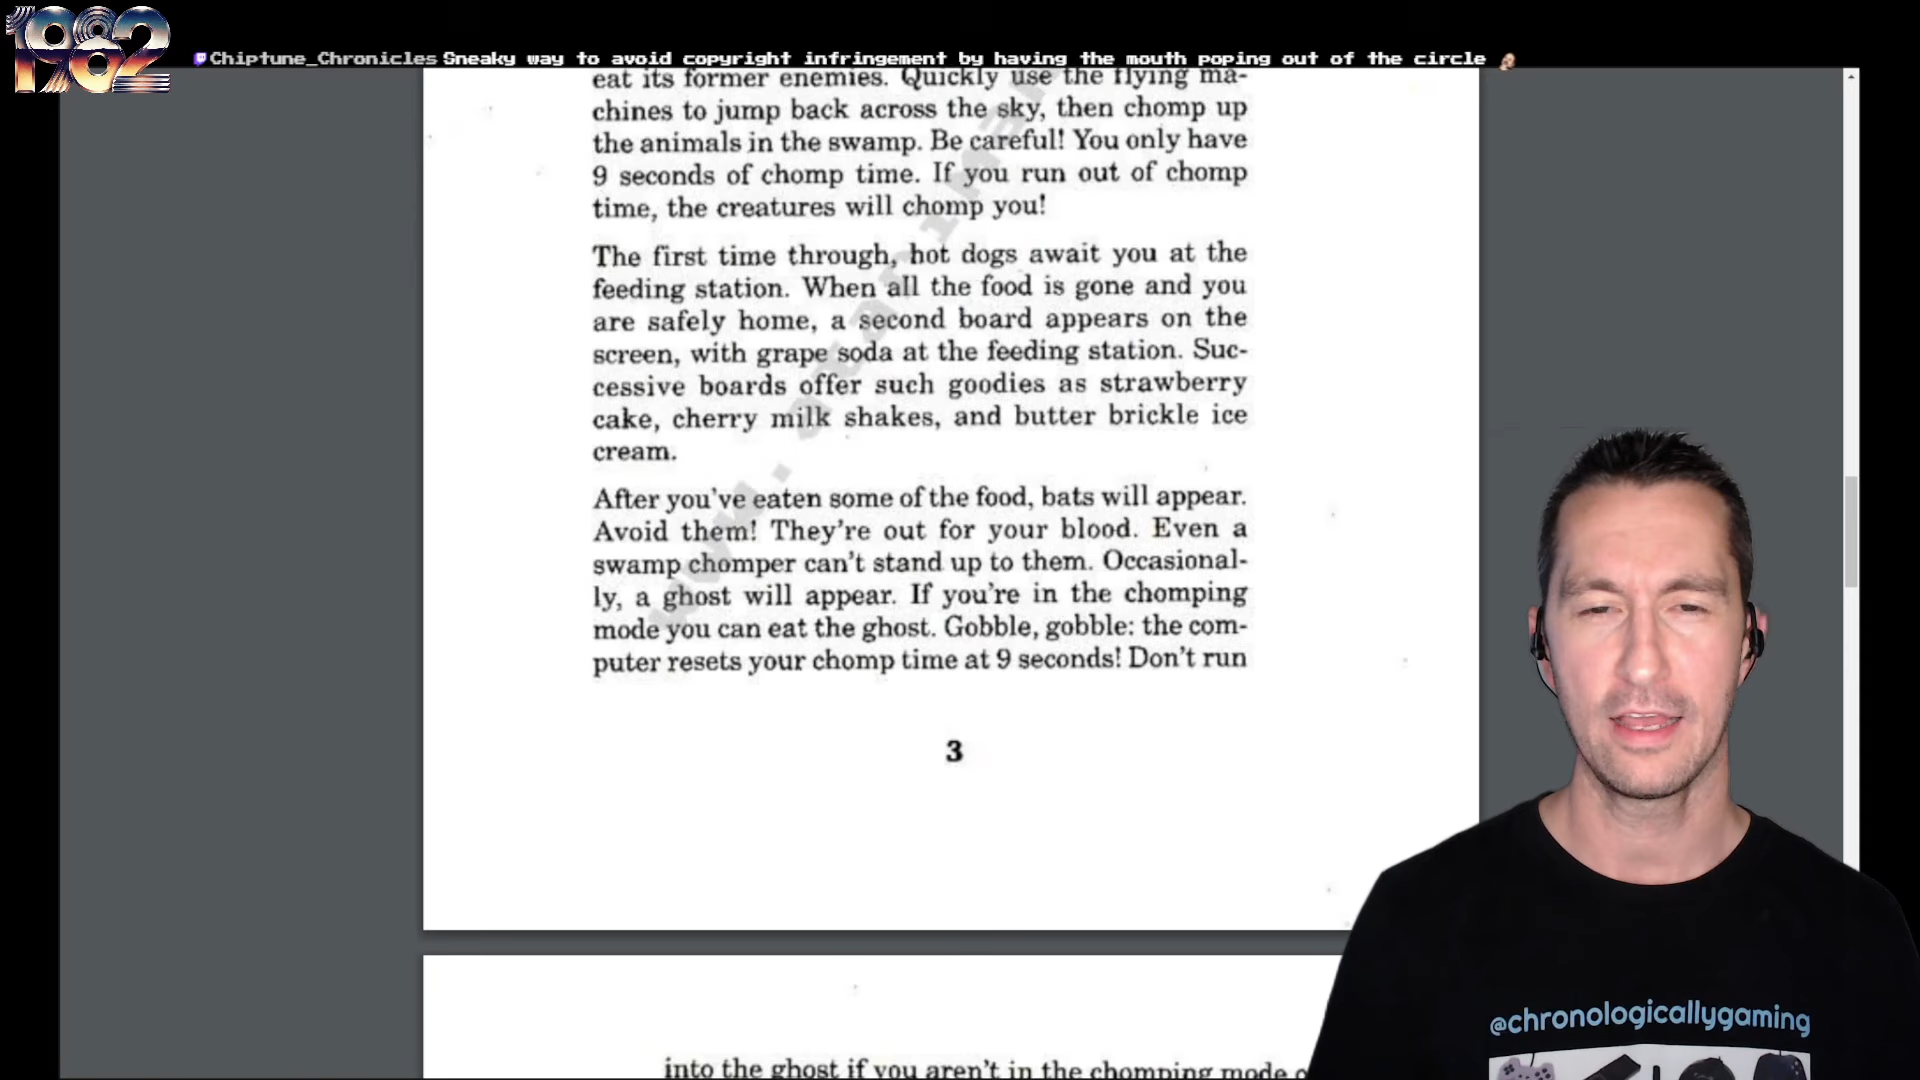 1982
Chiptune_Chronicles Sneaky way to avoid copyright infringement by having the mouth poping out of the circle
eat its former enemies. Quickly use the flying ma-
chines to jump back across the sky, then chomp up
the animals in the swamp. Be careful! You only have
9 seconds of chomp time. If you run out of chomp
time, the creatures will chomp you!
The first time through, hot dogs await you at the
feeding station. When all the food is gone and you
are safely home, a second board appears on the
screen, with grape soda at the feeding station. Suc-
cessive boards offer such goodies as strawberry
cake, cherry milk shakes, and butter brickle ice
cream.
After you've eaten some of the food, bats will appear.
Avoid them! They're out for your blood. Even a
swamp chomper can't stand up to them. Occasional-
ly, a ghost will appear. If you're in the chomping
mode you can eat the ghost. Gobble, gobble: the com-
puter resets your chomp time at 9 seconds! Don't run
3
into the ghost if you aren't in the chomping mode
@chronologicallygaming